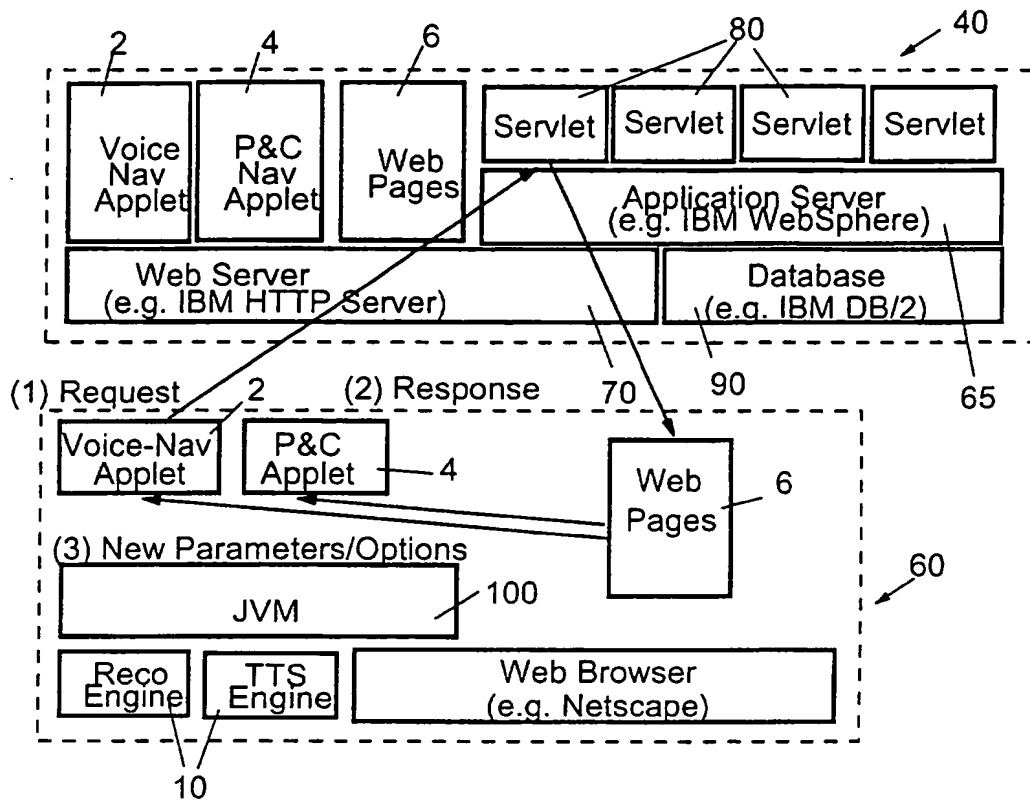 2
4
6
80
40
Voice
Nav
Applet
P&C
Nav
Applet
Web
Pages
Servlet
Servlet
Servlet
Servlet
Application Server
(e.g. IBM WebSphere)
Web Server
(e.g. IBM HTTP Server)
Database
(e.g. IBM DB/2)
(1) Request
(2) Response
70
90
65
2
Voice-Nav
Applet
P&C
Applet
4
Web
Pages
6
(3) New Parameters/Options
60
JVM
100
Reco
Engine
TTS
Engine
Web Browser
(e.g. Netscape)
10